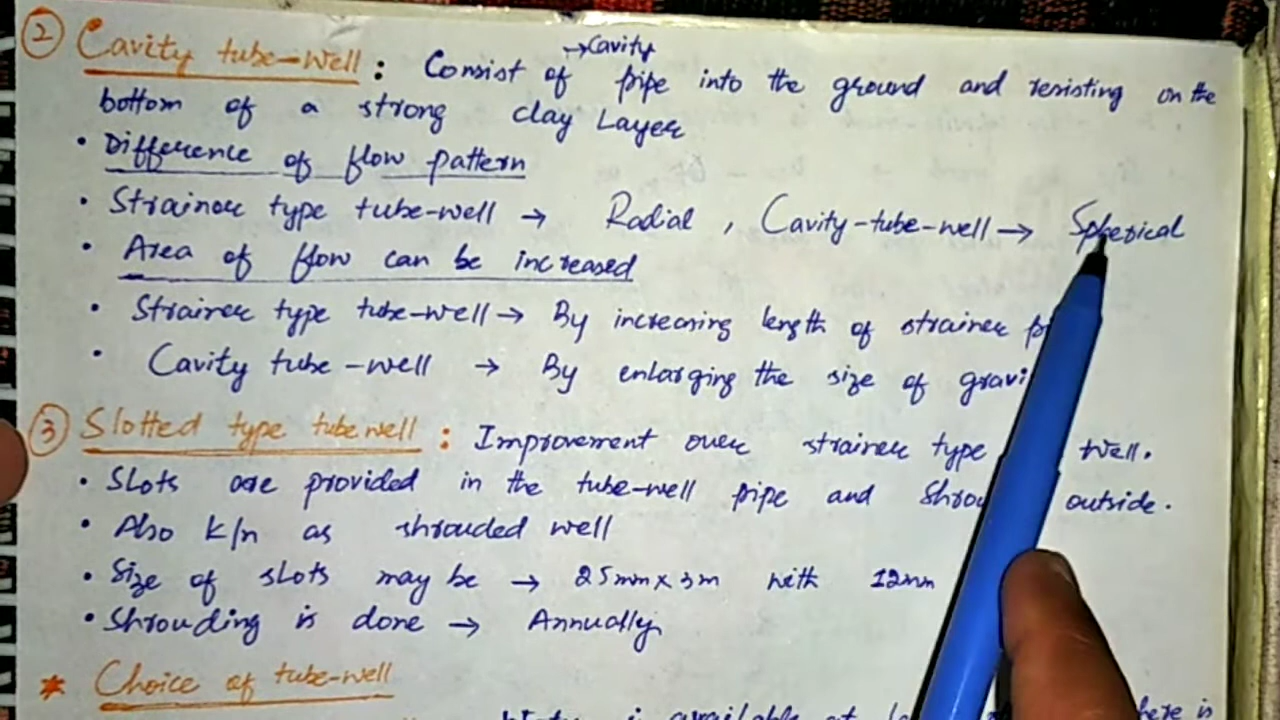 ② Cavity tube-well : Consist of →Cavity pipe into the ground and resisting on the
bottom of a strong clay Layer
• Difference of flow pattern
• Strainer type tube-well → Radial , Cavity-tube-well → Spherical
• Area of flow can be increased
• Strainer type tube-well → By increasing length of strainer
• Cavity tube-well → By enlarging the size of
③ Slotted type tubewell : Improvement over strainer type well.
• Slots are provided in the tube-well pipe and outside.
• Also k/n as shrouded well
• Size of slots may be → 25mm x 3m with 12mm
• Shrouding is done → Annually
* Choice of tube-well
is available at